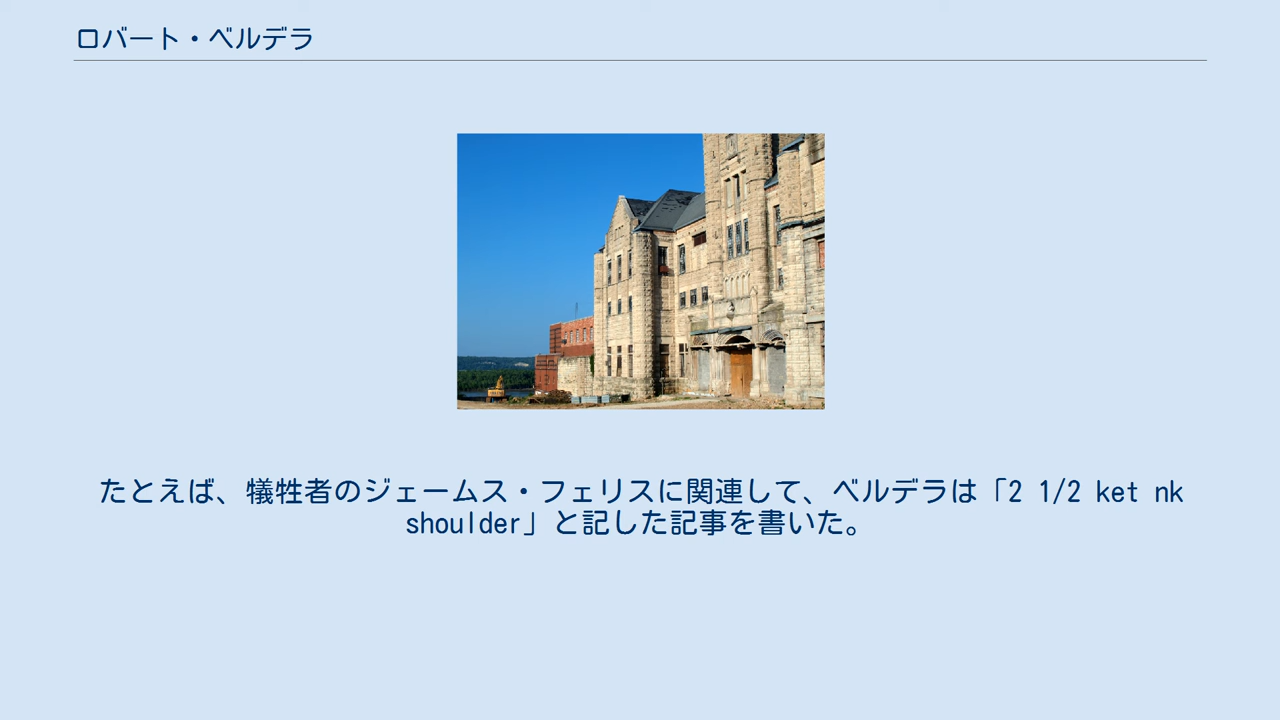 ロバート・ベルデラ
たとえば、犠牲者のジェームス・フェリスに関連して、ベルデラは「2 1/2 ket nk
shoulder」と記した記事を書いた。